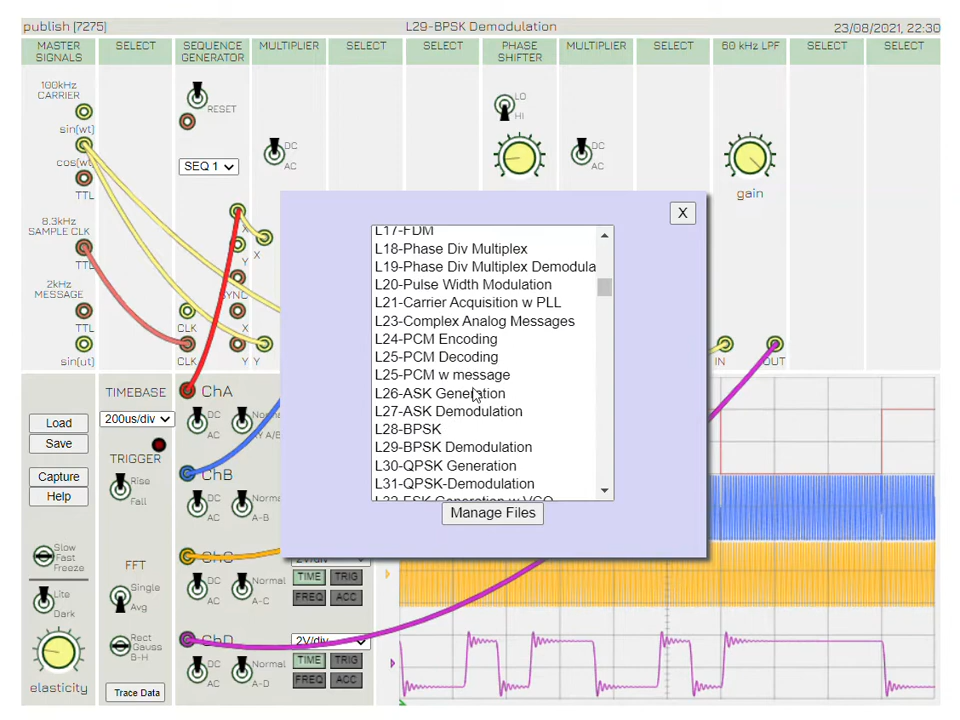 publish [7275]
L29-BPSK Demodulation
23/08/2021, 22:30
MASTER SIGNALS
SELECT
SEQUENCE GENERATOR
MULTIPLIER
SELECT
SELECT
PHASE SHIFTER
MULTIPLIER
SELECT
60 kHz LPF
SELECT
SELECT
100kHz
CARRIER
sin(wt)
cos(wt)
TTL
8.3kHz
SAMPLE CLK
TTL
2kHz
MESSAGE
TTL
sin(ut)
RESET
SEQ 1
X
Y
SYNC
X
CLK
CLK
Y
DC
AC
X
Y
LO
HI
DC
AC
gain
IN
OUT
X
L17-FDM
L18-Phase Div Multiplex
L19-Phase Div Multiplex Demodula
L20-Pulse Width Modulation
L21-Carrier Acquisition w PLL
L23-Complex Analog Messages
L24-PCM Encoding
L25-PCM Decoding
L25-PCM w message
L26-ASK Generation
L27-ASK Demodulation
L28-BPSK
L29-BPSK Demodulation
L30-QPSK Generation
L31-QPSK-Demodulation
L32-FSK Generation w VCO
Manage Files
Load
Save
Capture
Help
Slow
Fast
Freeze
Lite
Dark
elasticity
TIMEBASE
200us/div
TRIGGER
Rise
Fall
FFT
Single
Avg
Rect
Gauss
B-H
Trace Data
ChA
DC
AC
ChB
DC
AC
A-B
ChC
2V/div
DC
AC
Normal
A-C
TIME
TRIG
FREQ
ACC
ChD
2V/div
DC
AC
Normal
A-D
TIME
TRIG
FREQ
ACC